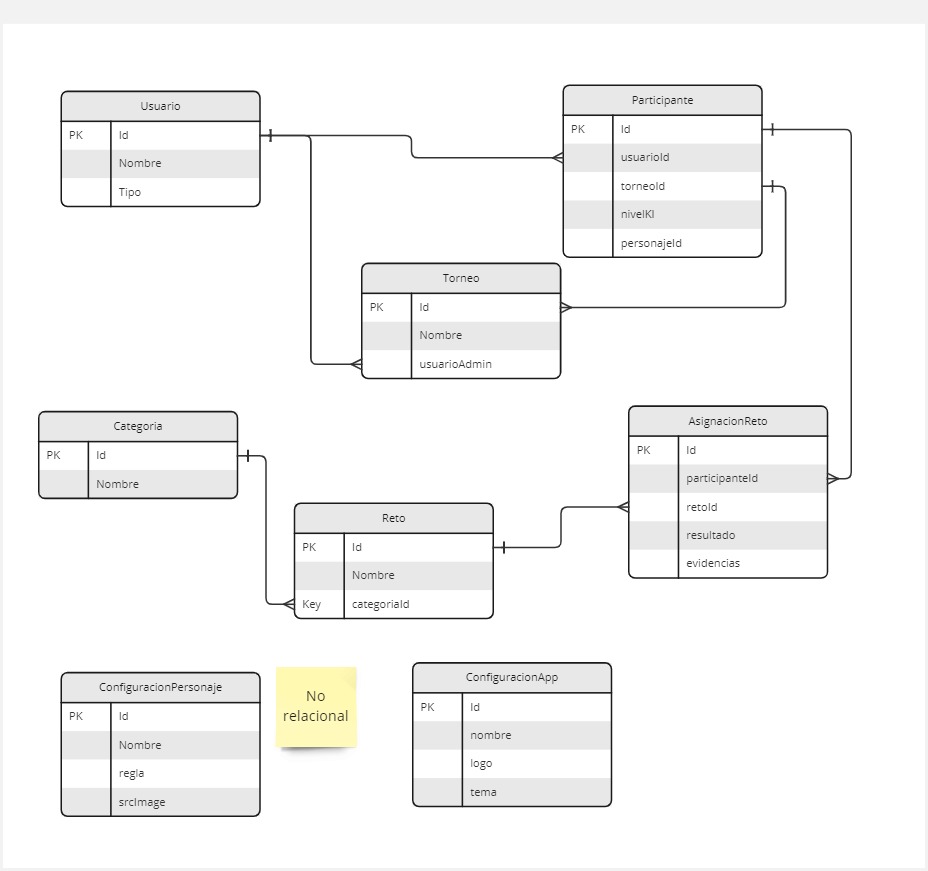 Usuario
PK Id
Nombre
Tipo
Participante
PK Id
usuarioId
torneoId
nivelKI
personajeId
Torneo
PK Id
Nombre
usuarioAdmin
Categoria
PK Id
Nombre
AsignacionReto
PK Id
participanteId
retoId
resultado
evidencias
Reto
PK Id
Nombre
Key categoriaId
ConfiguracionPersonaje
PK Id
Nombre
regla
srcImage
No
relacional
ConfiguracionApp
PK Id
nombre
logo
tema